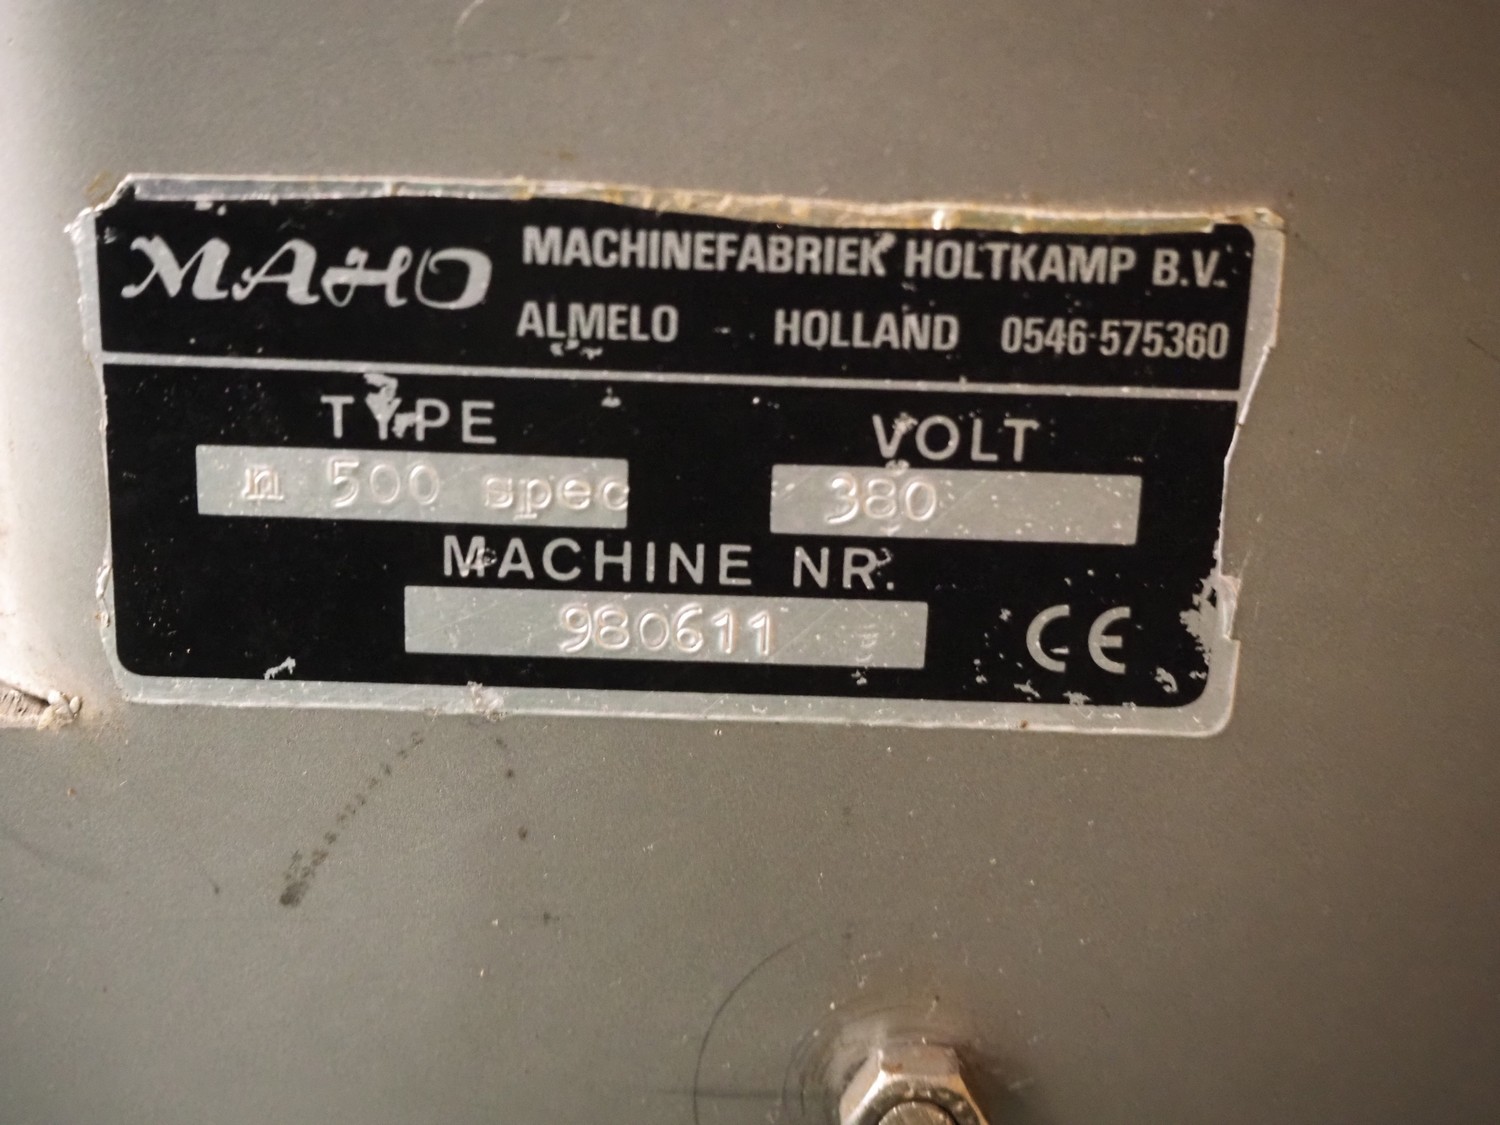 MAHO MACHINEFABRIEK HOLTKAMP B.V.
ALMELO - HOLLAND 0546-575360
TYPE VOLT
n 500 spec 380
MACHINE NR.
980611 CE